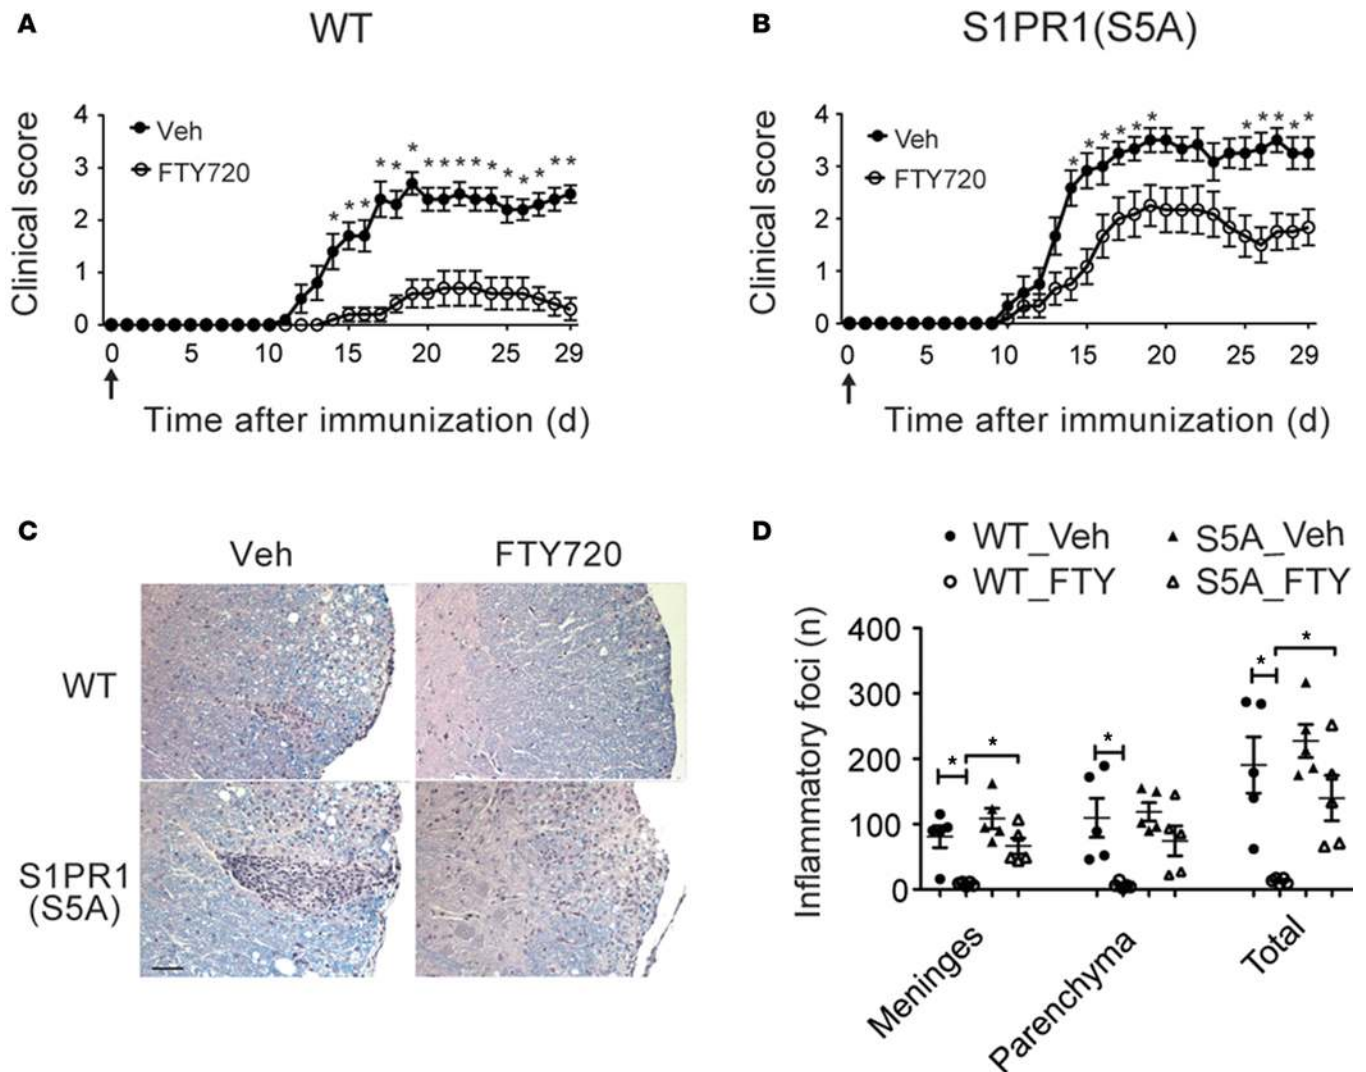 A
WT
Clinical score
4
3
2
1
0
Veh
FTY720
* * * * * * * * * * * * * * * *
0 5 10 15 20 25 29
Time after immunization (d)
B
S1PR1(S5A)
Clinical score
4
3
2
1
0
Veh
FTY720
* * * * * * * * * * *
0 5 10 15 20 25 29
Time after immunization (d)
C
Veh FTY720
WT
S1PR1
(S5A)
D
WT_Veh S5A_Veh
WT_FTY S5A_FTY
Inflammatory foci (n)
400
300
200
100
0
* * * * *
Meninges
Parenchyma
Total